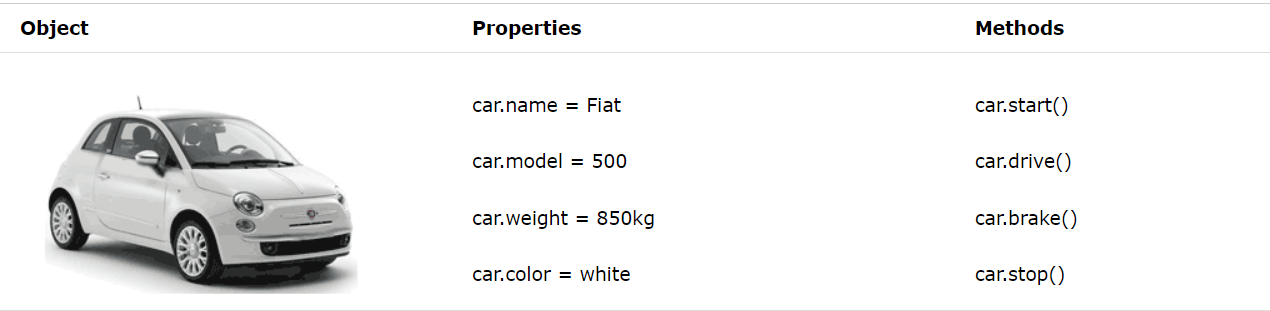 Object Properties Methods
car.name = Fiat car.start()
car.model = 500 car.drive()
car.weight = 850kg car.brake()
car.color = white car.stop()